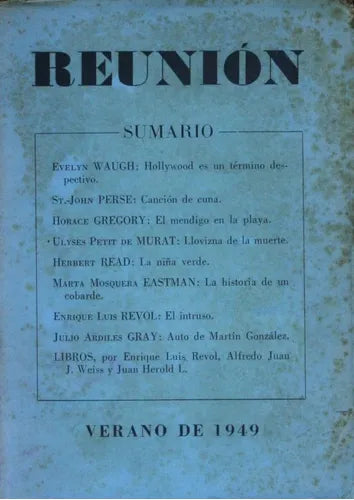 REUNIÓN
SUMARIO
EVELYN WAUGH: Hollywood es un término des-
pectivo.
ST.-JOHN PERSE: Canción de cuna.
HORACE GREGORY: El mendigo en la playa.
ULYSES PETIT DE MURAT: Llovizna de la muerte.
HERBERT READ: La niña verde.
MARTA MOSQUERA EASTMAN: La historia de un
cobarde.
ENRIQUE LUIS REVOL: El intruso.
JULIO ARDILES GRAY: Auto de Martín González.
LIBROS, por Enrique Luis Revol, Alfredo Juan
J. Weiss y Juan Herold L.
VERANO DE 1949